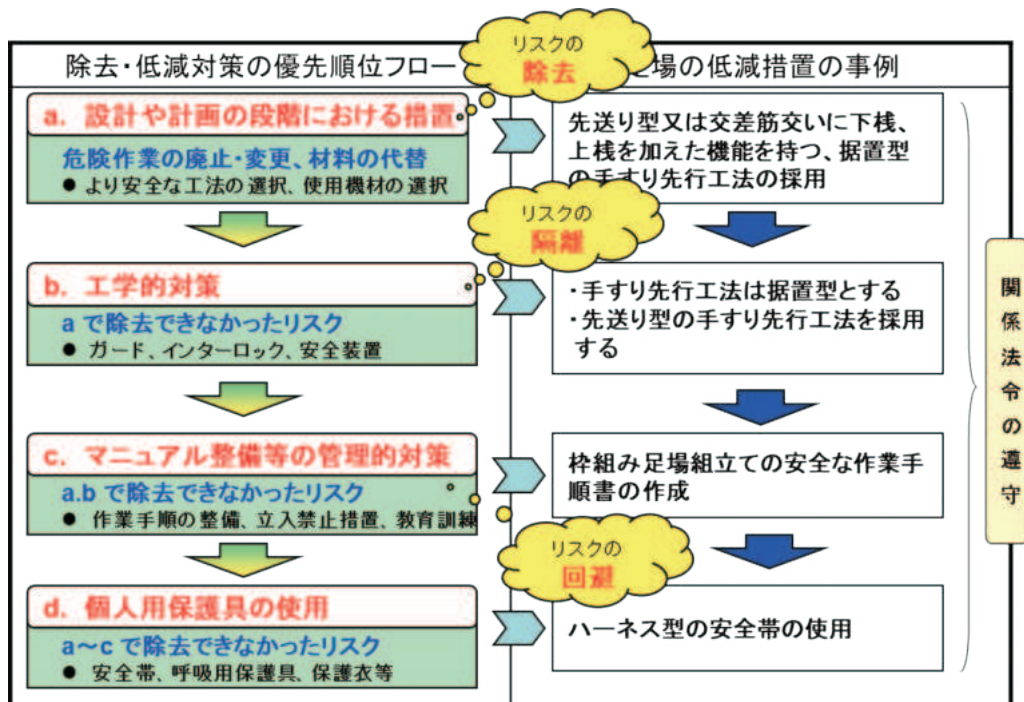 除去・低減対策の優先順位フロー
リスクの
除去
場の低減措置の事例
a. 設計や計画の段階における措置
危険作業の廃止・変更、材料の代替
● より安全な工法の選択、使用機材の選択
先送り型又は交差筋交いに下桟、
上桟を加えた機能を持つ、据置型
の手すり先行工法の採用
リスクの
隔離
b. 工学的対策
a で除去できなかったリスク
● ガード、インターロック、安全装置
・手すり先行工法は据置型とする
・先送り型の手すり先行工法を採用
する
c. マニュアル整備等の管理的対策
a.b で除去できなかったリスク
● 作業手順の整備、立入禁止措置、教育訓練
枠組み足場組立ての安全な作業手
順書の作成
リスクの
回避
d. 個人用保護具の使用
a～c で除去できなかったリスク
● 安全帯、呼吸用保護具、保護衣等
ハーネス型の安全帯の使用
関係法令の遵守